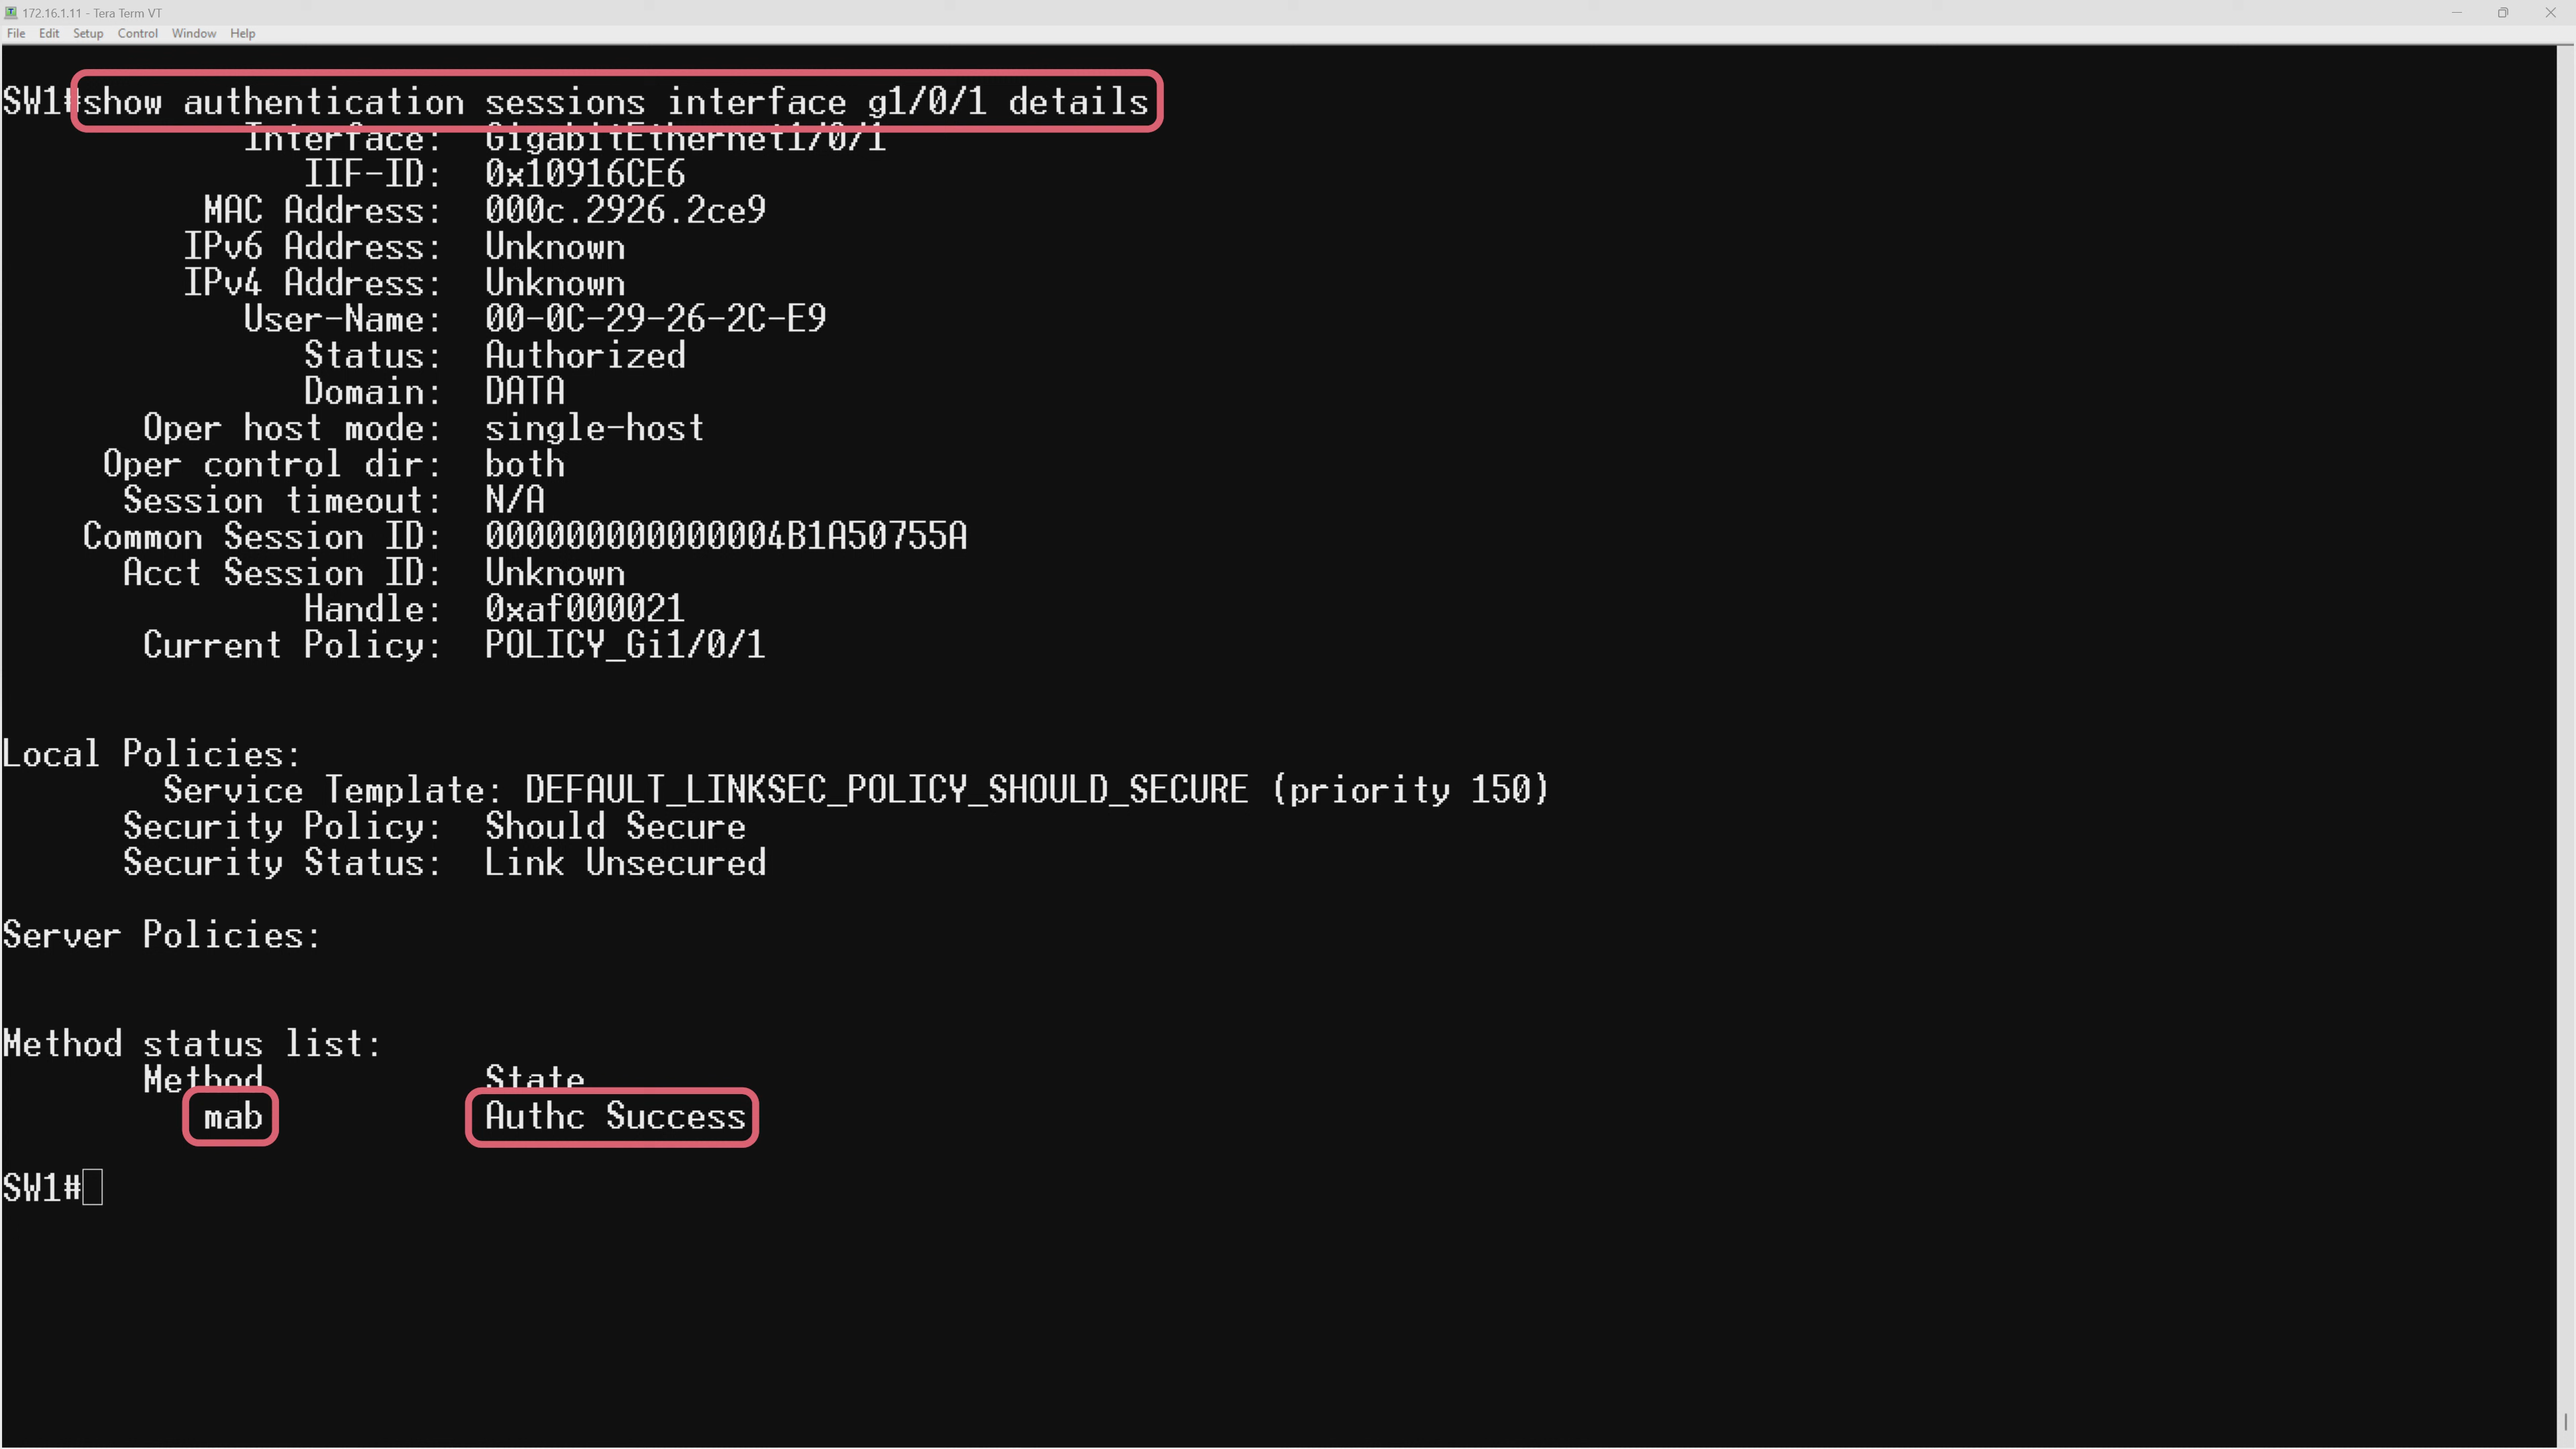 172.16.1.11 - Tera Term VT
File Edit Setup Control Window Help
SW1#show authentication sessions interface g1/0/1 details
Interface: GigabitEthernet1/0/1
IIF-ID: 0x10916CE6
MAC Address: 000c.2926.2ce9
IPv6 Address: Unknown
IPv4 Address: Unknown
User-Name: 00-0C-29-26-2C-E9
Status: Authorized
Domain: DATA
Oper host mode: single-host
Oper control dir: both
Session timeout: N/A
Common Session ID: 000000000000004B1A50755A
Acct Session ID: Unknown
Handle: 0xaf000021
Current Policy: POLICY_Gi1/0/1
Local Policies:
Service Template: DEFAULT_LINKSEC_POLICY_SHOULD_SECURE (priority 150)
Security Policy: Should Secure
Security Status: Link Unsecured
Server Policies:
Method status list:
Method State
mab Authc Success
SW1#